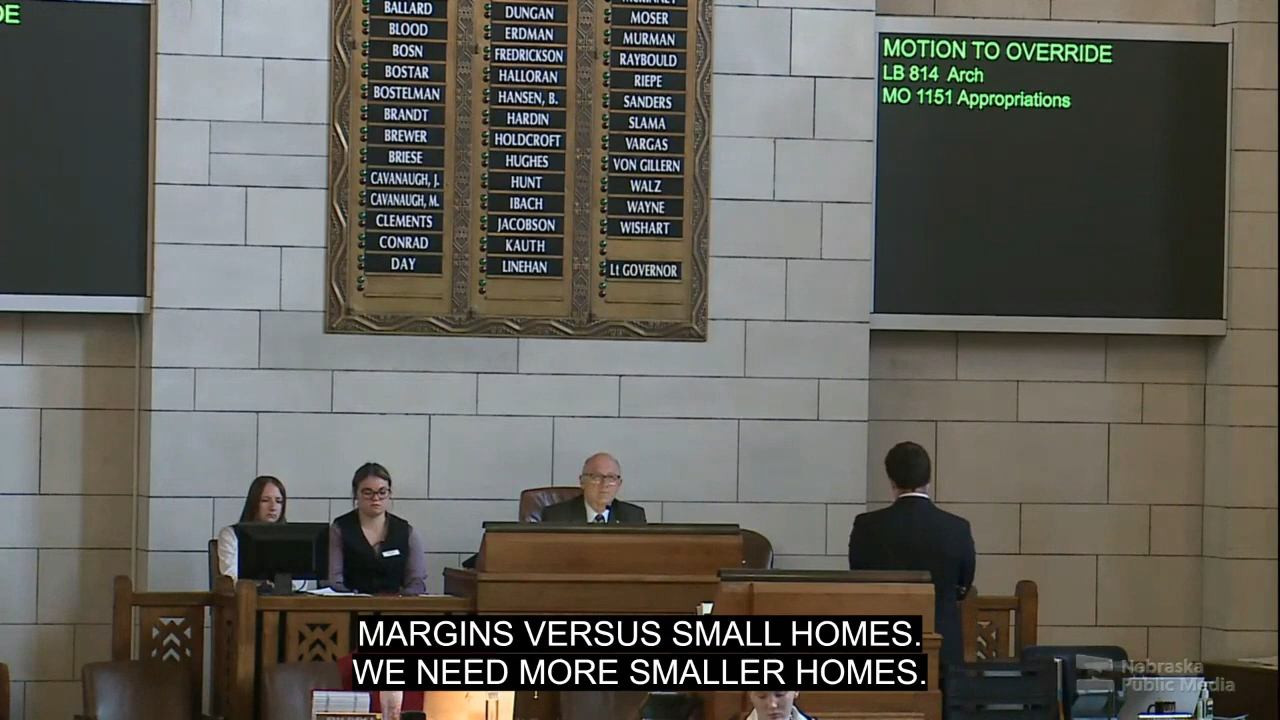 DE
BALLARD
BLOOD
BOSN
BOSTAR
BOSTELMAN
BRANDT
BREWER
BRIESE
CAVANAUGH, J.
CAVANAUGH, M.
CLEMENTS
CONRAD
DAY
DUNGAN
ERDMAN
FREDRICKSON
HALLORAN
HANSEN, B.
HARDIN
HOLDCROFT
HUGHES
HUNT
IBACH
JACOBSON
KAUTH
LINEHAN
MOSER
MURMAN
RAYBOULD
RIEPE
SANDERS
SLAMA
VARGAS
VON GILLERN
WALZ
WAYNE
WISHART
Lt GOVERNOR
MOTION TO OVERRIDE
LB 814 Arch
MO 1151 Appropriations
MARGINS VERSUS SMALL HOMES.
WE NEED MORE SMALLER HOMES.
Nebraska
Public Media